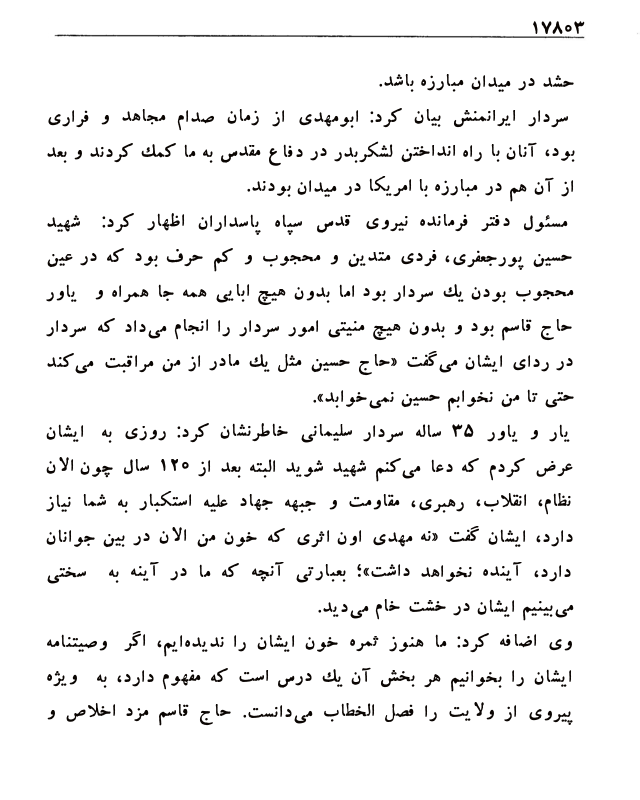 ۱۷۸۰۳
حشد در میدان مبارزه باشد.
سردار ایرانمنش بیان کرد: ابومهدی از زمان صدام مجاهد و فراری
بود، آنان با راه انداختن لشکربدر در دفاع مقدس به ما کمک کردند و بعد
از آن هم در مبارزه با امریکا در میدان بودند.
مسئول دفتر فرمانده نیروی قدس سپاه پاسداران اظهار کرد: شهید
حسین پورجعفری، فردی متدین و محجوب و کم حرف بود که در عین
محجوب بودن یک سردار بود اما بدون هیچ ابایی همه جا همراه و یاور
حاج قاسم بود و بدون هیچ منیتی امور سردار را انجام می‌داد که سردار
در ردای ایشان می‌گفت «حاج حسین مثل یک مادر از من مراقبت می‌کند
حتی تا من نخوابم حسین نمی‌خوابد».
یار و یاور ۳۵ ساله سردار سلیمانی خاطرنشان کرد: روزی به ایشان
عرض کردم که دعا می‌کنم شهید شوید البته بعد از ۱۲۰ سال چون الان
نظام، انقلاب، رهبری، مقاومت و جبهه جهاد علیه استکبار به شما نیاز
دارد، ایشان گفت «نه مهدی اون اثری که خون من الان در بین جوانان
دارد، آینده نخواهد داشت»؛ بعبارتی آنچه که ما در آینه به سختی
می‌بینیم ایشان در خشت خام می‌دید.
وی اضافه کرد: ما هنوز ثمره خون ایشان را ندیده‌ایم، اگر وصیتنامه
ایشان را بخوانیم هر بخش آن یک درس است که مفهوم دارد، به ویژه
پیروی از ولایت را فصل الخطاب می‌دانست. حاج قاسم مزد اخلاص و